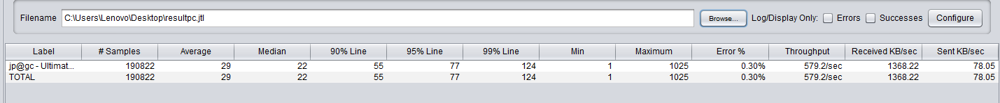 Filename C:\Users\Lenovo\Desktop\resultpc.jtl Browse... Log/Display Only: Errors Successes Configure
Label # Samples Average Median 90% Line 95% Line 99% Line Min Maximum Error % Throughput Received KB/sec Sent KB/sec
jp@gc - Ultimat... 190822 29 22 55 77 124 1 1025 0.30% 579.2/sec 1368.22 78.05
TOTAL 190822 29 22 55 77 124 1 1025 0.30% 579.2/sec 1368.22 78.05